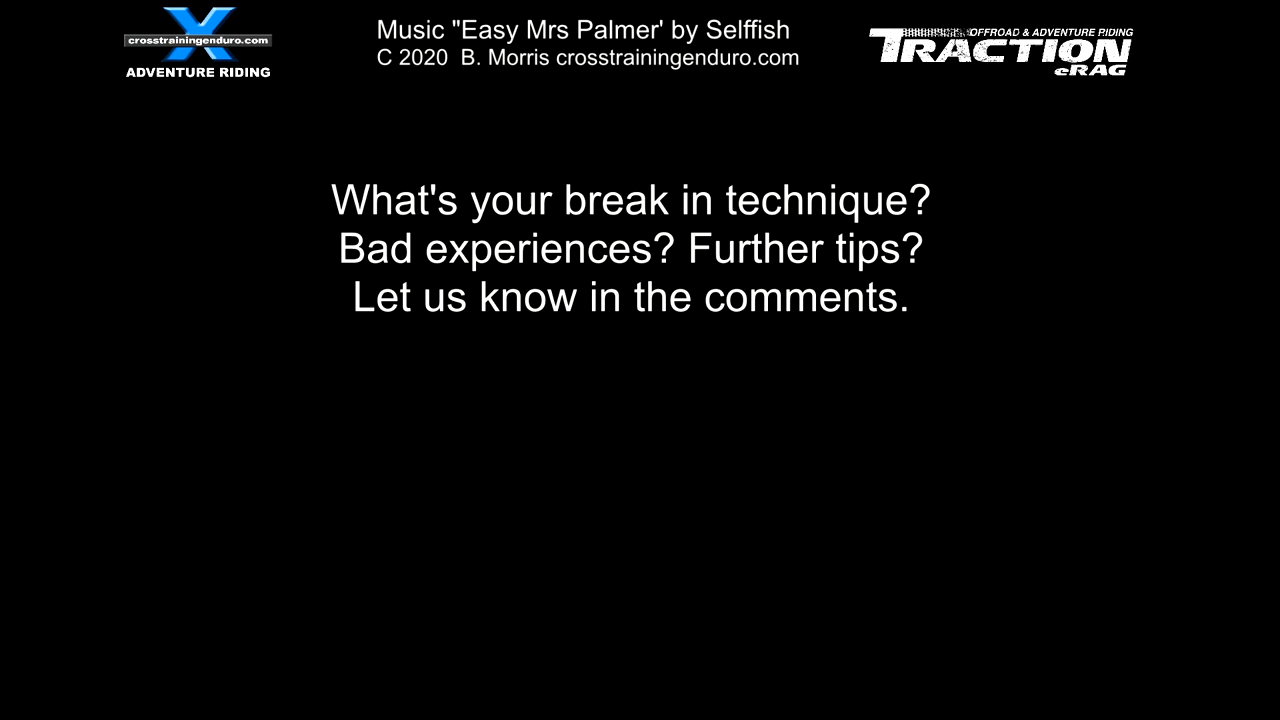 X
crosstrainingenduro.com
ADVENTURE RIDING
Music "Easy Mrs Palmer' by Selffish
C 2020  B. Morris crosstrainingenduro.com
OFFROAD & ADVENTURE RIDING
TRACTION
eRAG
What's your break in technique?
Bad experiences? Further tips?
Let us know in the comments.